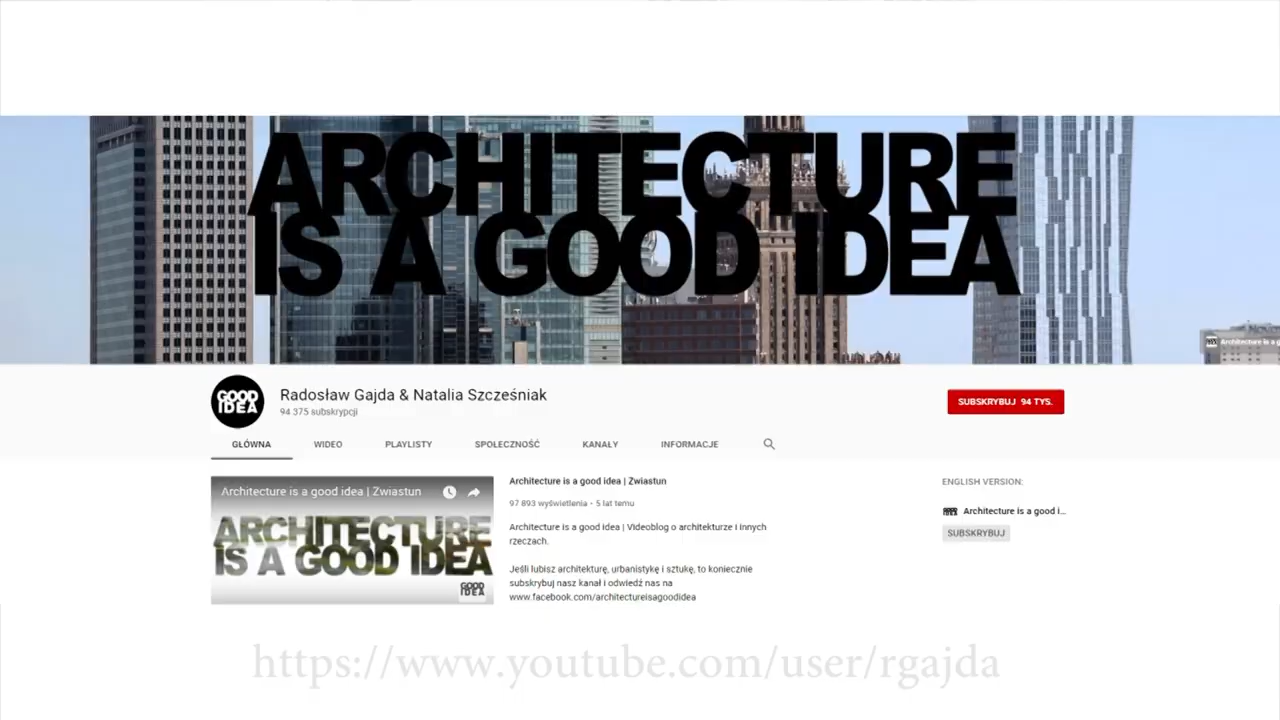 ARCHITECTURE
IS A GOOD IDEA
Architecture is a g
GOOD
IDEA
Radosław Gajda & Natalia Szcześniak
94 375 subskrypcji
SUBSKRYBUJ 94 TYS.
GŁÓWNA WIDEO PLAYLISTY SPOŁECZNOŚĆ KANAŁY INFORMACJE
Architecture is a good idea | Zwiastun
ARCHITECTURE
IS A GOOD IDEA
GOOD
IDEA
Architecture is a good idea | Zwiastun
97 893 wyświetlenia • 5 lat temu
Architecture is a good idea | Videoblog o architekturze i innych
rzeczach.
Jeśli lubisz architekturę, urbanistykę i sztukę, to koniecznie
subskrybuj nasz kanał i odwiedź nas na
www.facebook.com/architectureisagoodidea
ENGLISH VERSION:
Architecture is a good i...
SUBSKRYBUJ
https://www.youtube.com/user/rgajda